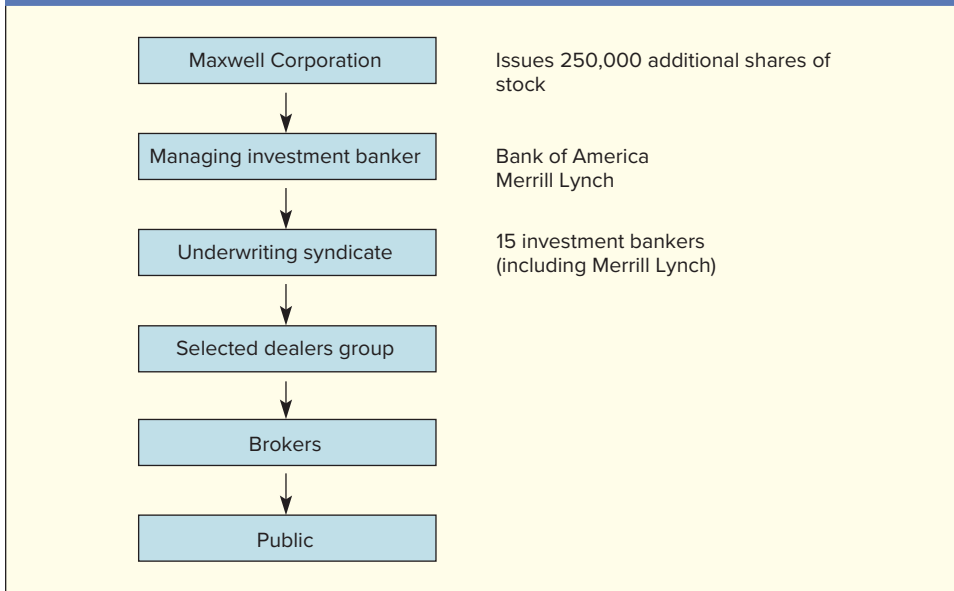 Maxwell Corporation
Issues 250,000 additional shares of
stock
Managing investment banker
Bank of America
Merrill Lynch
Underwriting syndicate
15 investment bankers
(including Merrill Lynch)
Selected dealers group
Brokers
Public